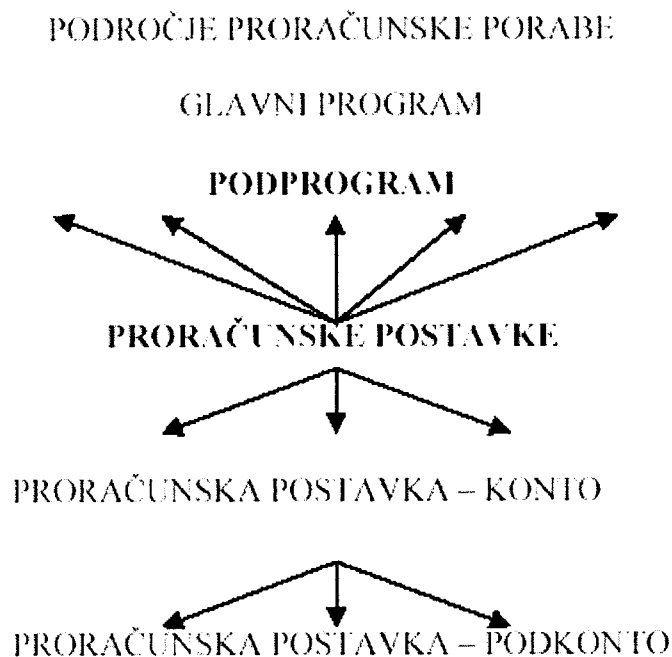 PODROČJE PRORAČUNSKE PORABE
GLAVNI PROGRAM
PODPROGRAM
PRORAČUNSKE POSTAVKE
PRORAČUNSKA POSTAVKA – KONTO
PRORAČUNSKA POSTAVKA – PODKONTO